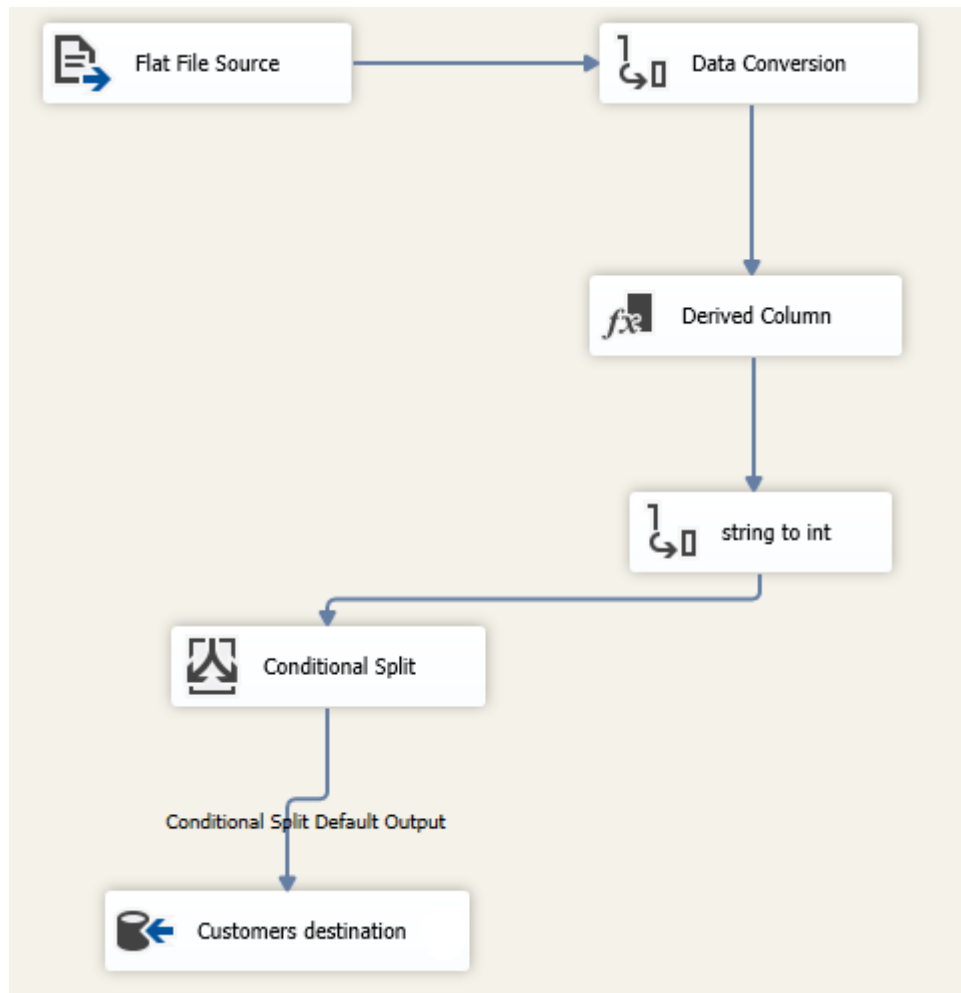 Flat File Source
Data Conversion
Derived Column
string to int
Conditional Split
Conditional Split Default Output
Customers destination